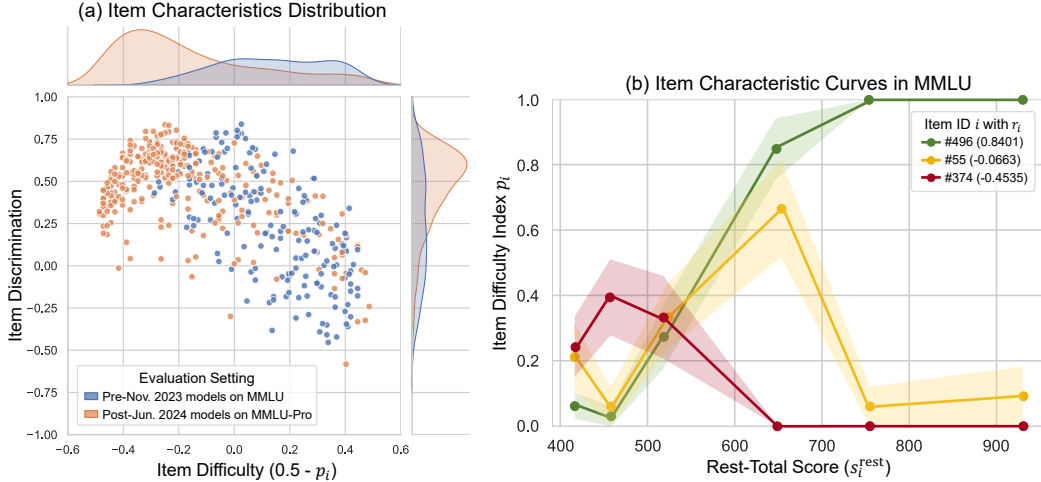 (a) Item Characteristics Distribution
1.00
0.75
0.50
0.25
0.00
−0.25
−0.50
−0.75
−1.00
Item Discrimination
Evaluation Setting
Pre-Nov. 2023 models on MMLU
Post-Jun. 2024 models on MMLU-Pro
−0.6 −0.4 −0.2 0.0 0.2 0.4 0.6
Item Difficulty (0.5 - pᵢ)
(b) Item Characteristic Curves in MMLU
1.0
0.8
0.6
0.4
0.2
0.0
Item Difficulty Index pᵢ
Item ID i with rᵢ
#496 (0.8401)
#55 (-0.0663)
#374 (-0.4535)
400 500 600 700 800 900
Rest-Total Score (sᵢʳᵉˢᵗ)